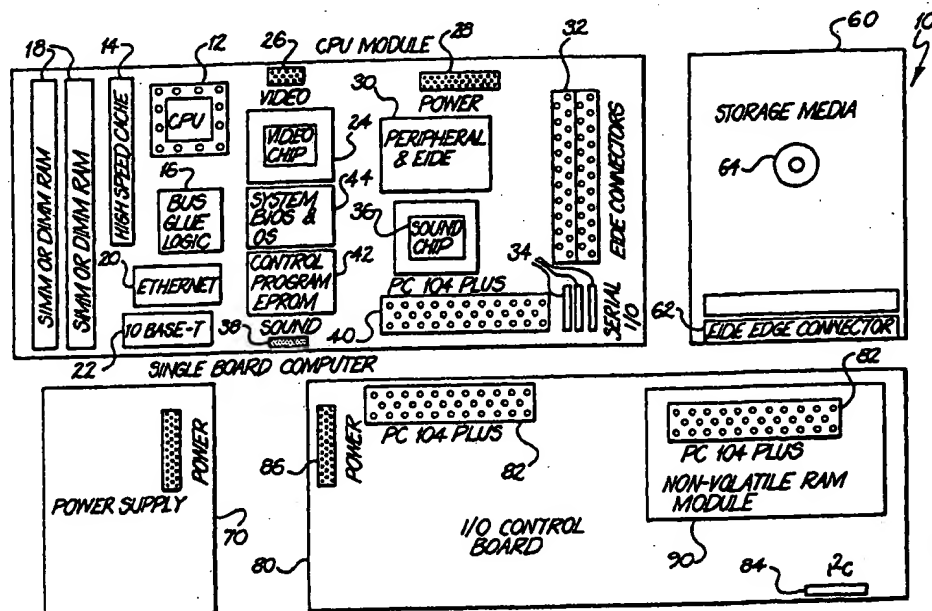 CPU MODULE
10
60
32
28
26
12
14
18
SIMM OR DIMM RAM
SIMM OR DIMM RAM
HIGH SPEED CACHE
CPU
VIDEO
VIDEO CHIP
24
30
POWER
PERIPHERAL & EIDE
EIDE CONNECTORS
STORAGE MEDIA
64
16
BUS GLUE LOGIC
SYSTEM BIOS & OS
44
36
SOUND CHIP
34
20
ETHERNET
CONTROL PROGRAM EPROM
42
PC 104 PLUS
SERIAL I/O
10 BASE-T
22
SOUND
38
40
62
EIDE EDGE CONNECTOR
SINGLE BOARD COMPUTER
82
POWER
POWER SUPPLY
70
86
POWER
PC 104 PLUS
82
PC 104 PLUS
NON-VOLATILE RAM MODULE
I/O CONTROL BOARD
80
90
84
I²C